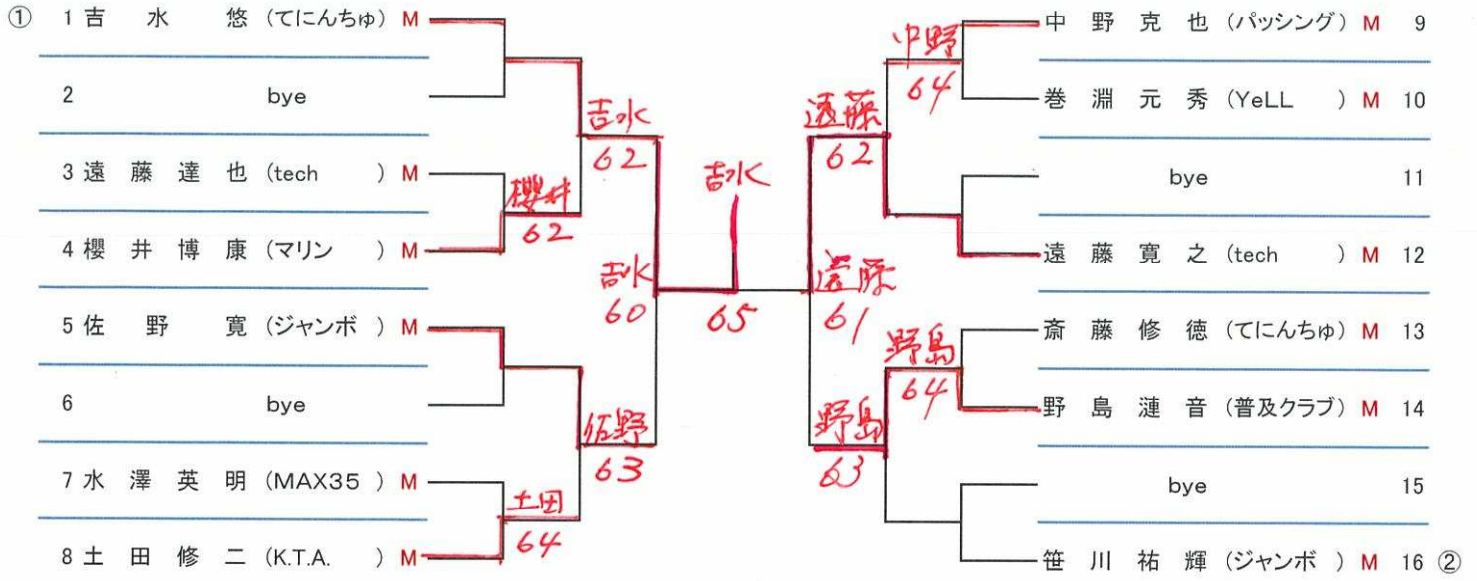 ① 1 吉 水 悠 (てにんちゅ) M
2 bye
3 遠 藤 達 也 (tech ) M
4 櫻 井 博 康 (マリン ) M
5 佐 野 寛 (ジャンボ ) M
6 bye
7 水 澤 英 明 (MAX35 ) M
8 土 田 修 二 (K.T.A. ) M
櫻井
62
土田
64
吉水
62
佐野
63
吉水
60
吉水
65
遠藤
61
遠藤
62
野島
63
中野
64
野島
64
中 野 克 也 (パッシング) M 9
巻 淵 元 秀 (YeLL ) M 10
bye 11
遠 藤 寛 之 (tech ) M 12
斎 藤 修 徳 (てにんちゅ) M 13
野 島 漣 音 (普及クラブ) M 14
bye 15
笹 川 祐 輝 (ジャンボ ) M 16 ②